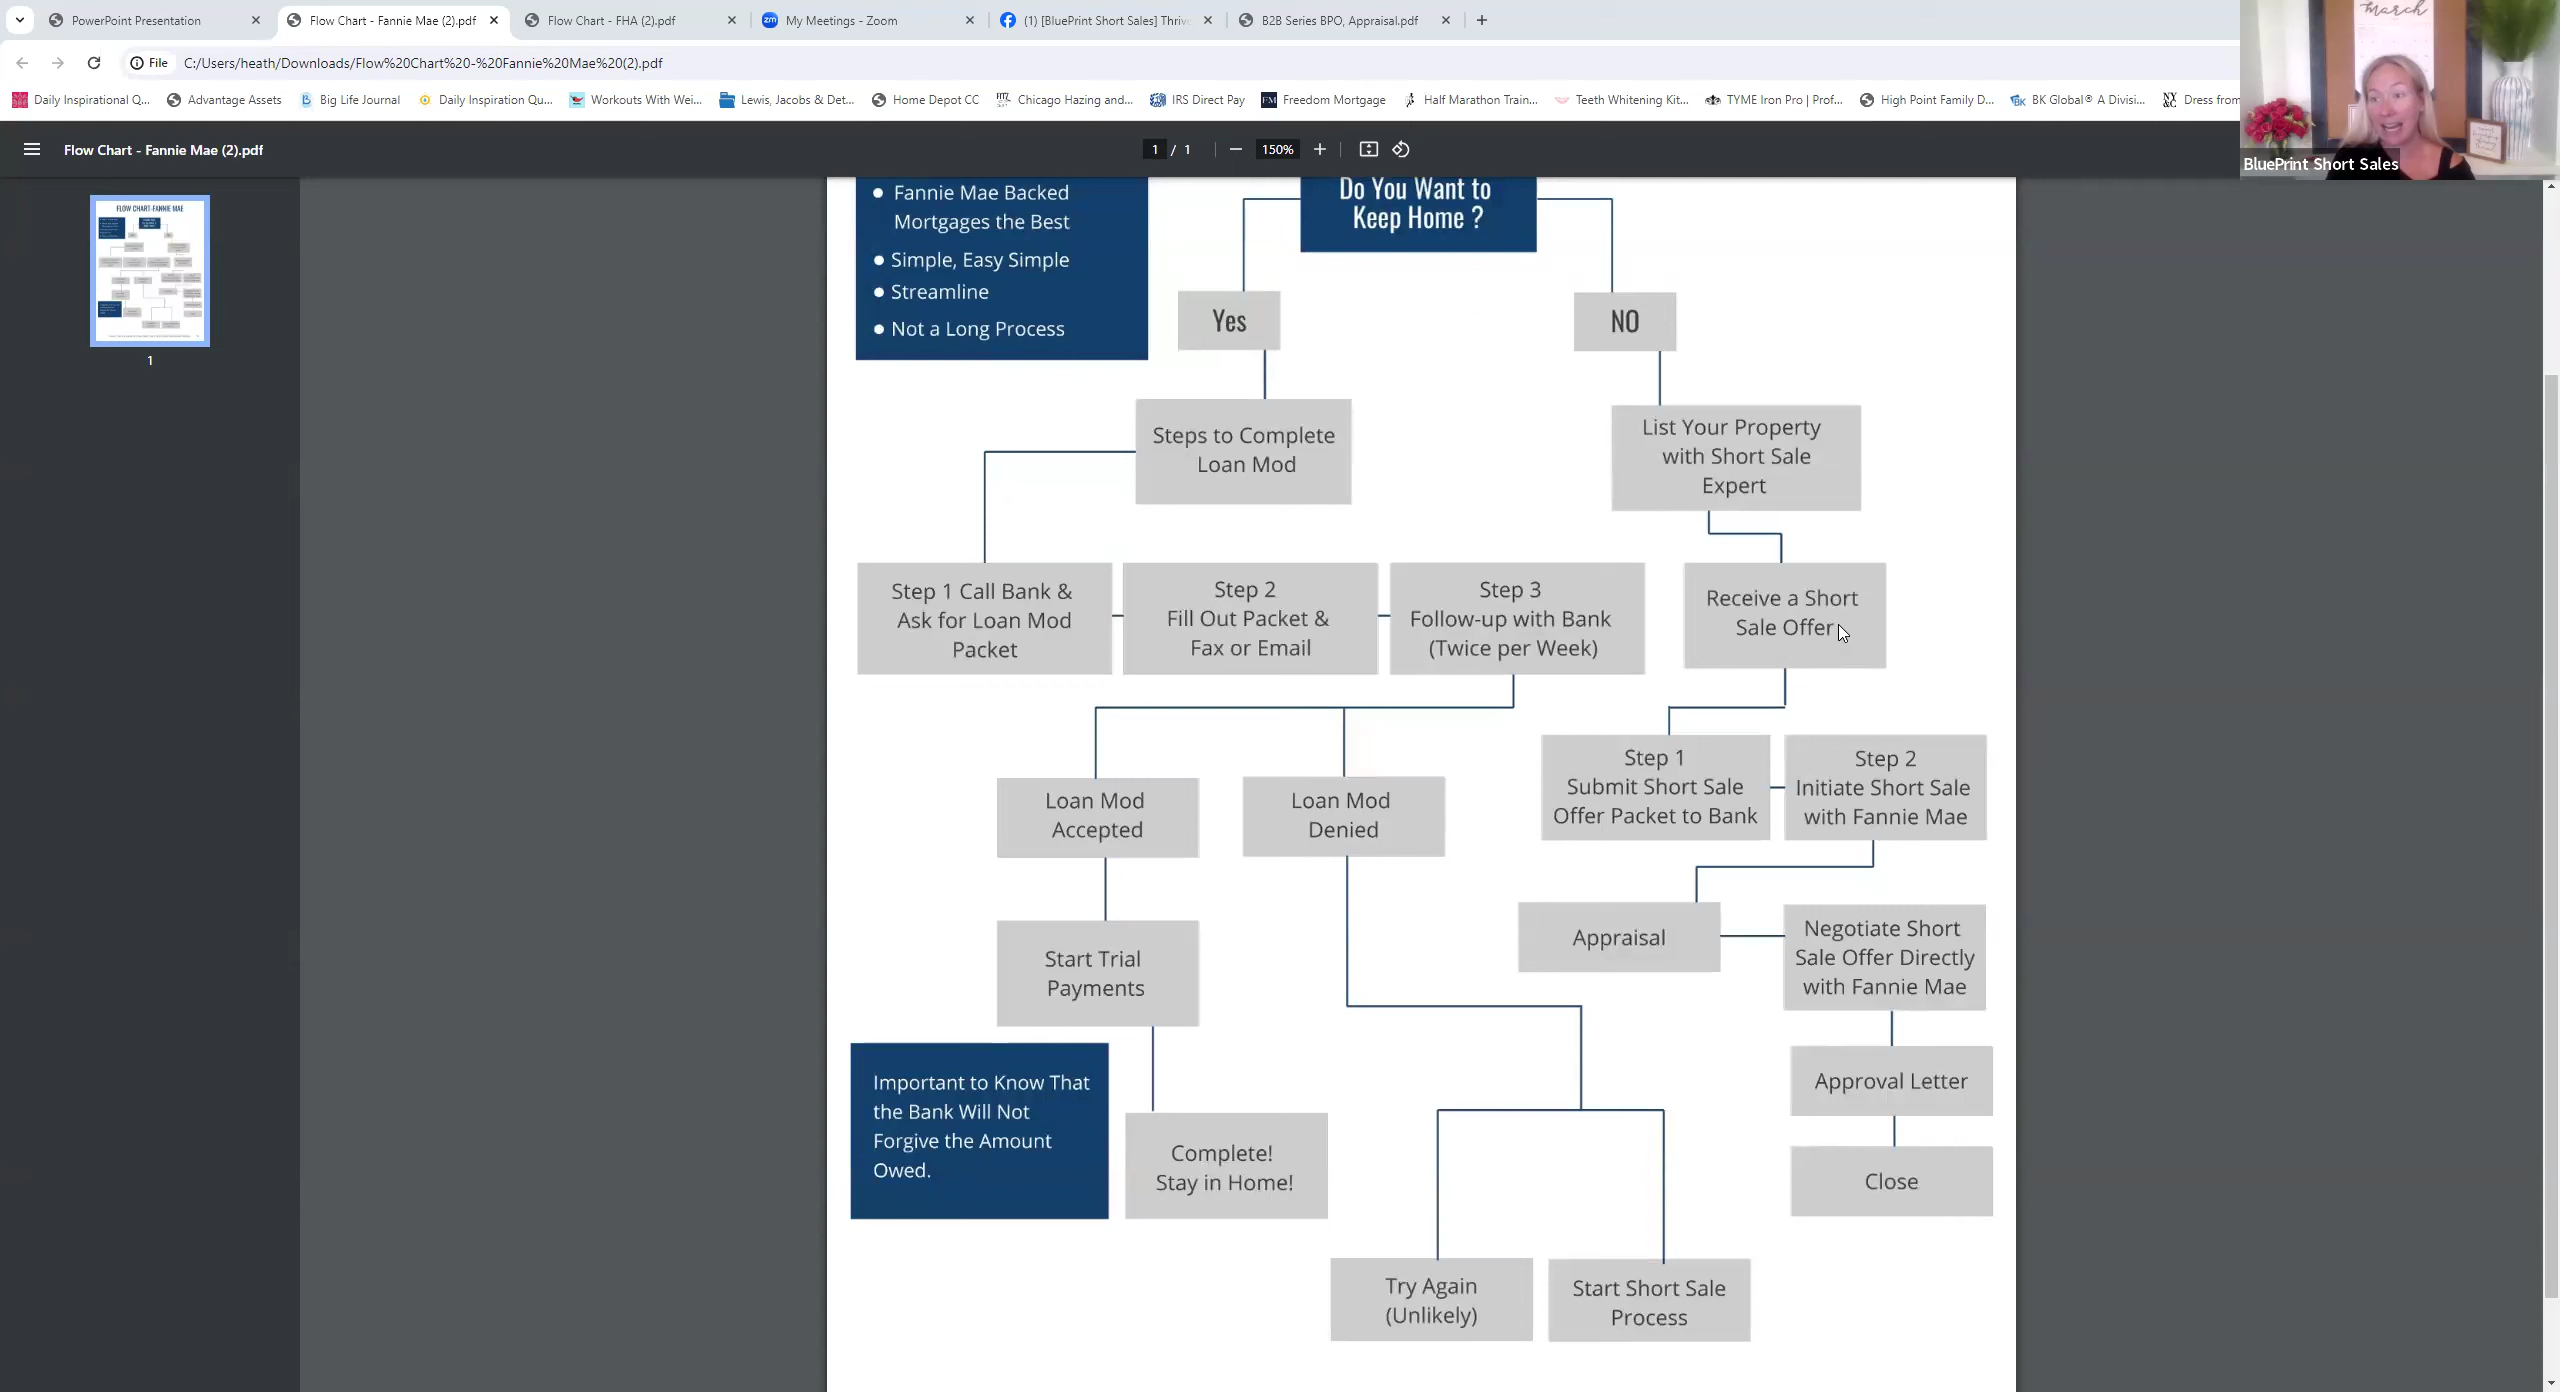 PowerPoint Presentation
Flow Chart - Fannie Mae (2).pdf
Flow Chart - FHA (2).pdf
zm
My Meetings - Zoom
(1) [BluePrint Short Sales] Thriv
B2B Series BPO, Appraisal.pdf
File
C:/Users/heath/Downloads/Flow%20Chart%20-%20Fannie%20Mae%20(2).pdf
Daily Inspirational Q...
Advantage Assets
Big Life Journal
Daily Inspiration Qu...
Workouts With Wei...
Lewis, Jacobs & Det...
Home Depot CC
Chicago Hazing and...
IRS Direct Pay
FM
Freedom Mortgage
Half Marathon Train...
Teeth Whitening Kit...
TYME Iron Pro | Prof...
High Point Family D...
BK Global® A Divisi...
Dress from
march
BluePrint Short Sales
Flow Chart - Fannie Mae (2).pdf
1 / 1
150%
FLOW CHART-FANNIE MAE
1
Fannie Mae Backed
Mortgages the Best
Simple, Easy Simple
Streamline
Not a Long Process
Do You Want to
Keep Home ?
Yes
NO
Steps to Complete
Loan Mod
List Your Property
with Short Sale
Expert
Step 1 Call Bank &
Ask for Loan Mod
Packet
Step 2
Fill Out Packet &
Fax or Email
Step 3
Follow-up with Bank
(Twice per Week)
Receive a Short
Sale Offer
Loan Mod
Accepted
Loan Mod
Denied
Step 1
Submit Short Sale
Offer Packet to Bank
Step 2
Initiate Short Sale
with Fannie Mae
Start Trial
Payments
Appraisal
Negotiate Short
Sale Offer Directly
with Fannie Mae
Important to Know That
the Bank Will Not
Forgive the Amount
Owed.
Complete!
Stay in Home!
Approval Letter
Close
Try Again
(Unlikely)
Start Short Sale
Process